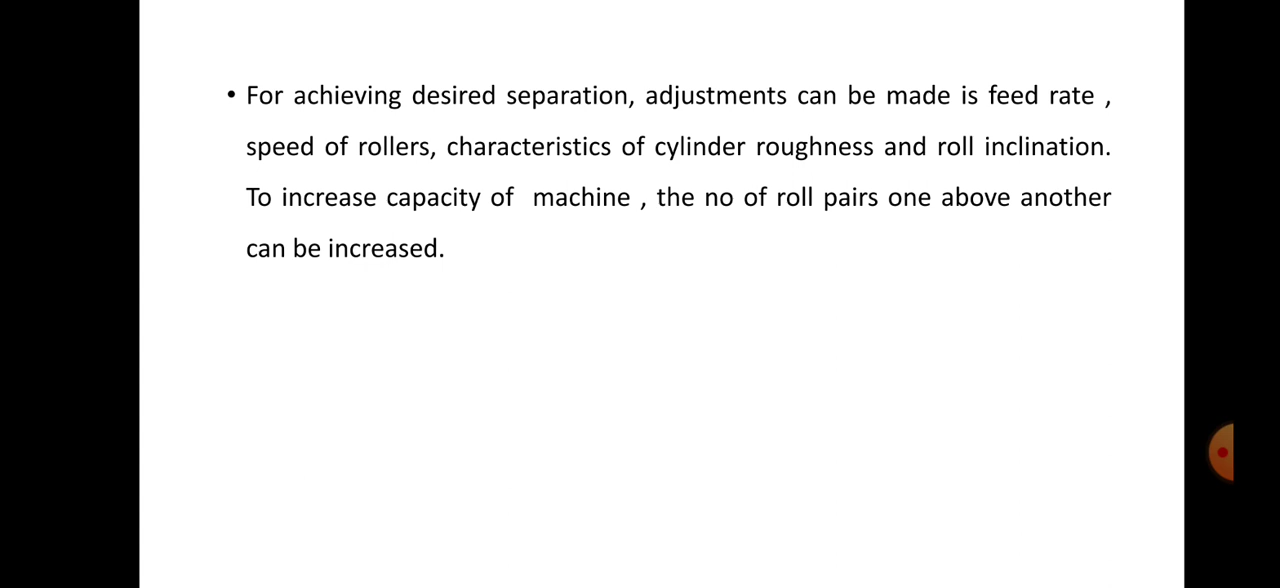 • For achieving desired separation, adjustments can be made is feed rate ,
speed of rollers, characteristics of cylinder roughness and roll inclination.
To increase capacity of  machine , the no of roll pairs one above another
can be increased.